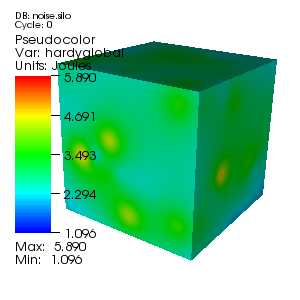 DB: noise.silo
Cycle: 0
Pseudocolor
Var: hardyglobal
Units: Joules
5.890
4.691
3.493
2.294
1.096
Max: 5.890
Min: 1.096